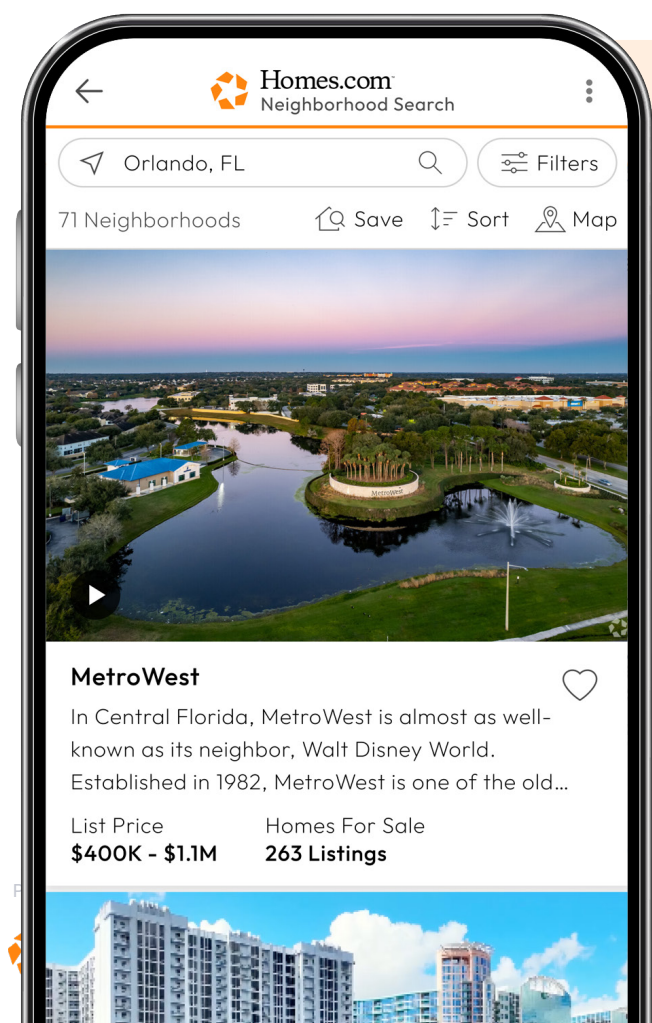 Homes.com™
Neighborhood Search
Orlando, FL
Filters
71 Neighborhoods
Save
Sort
Map
MetroWest
MetroWest
In Central Florida, MetroWest is almost as well-
known as its neighbor, Walt Disney World.
Established in 1982, MetroWest is one of the old...
List Price
Homes For Sale
$400K - $1.1M
263 Listings
P